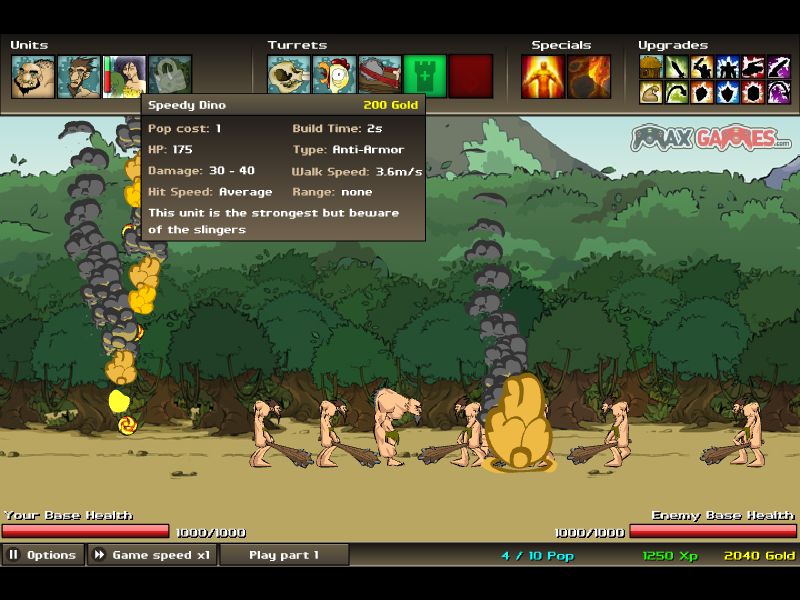 Units
Turrets
Specials
Upgrades
Speedy Dino 200 Gold
Pop cost: 1 Build Time: 2s
HP: 175 Type: Anti-Armor
Damage: 30 - 40 Walk Speed: 3.6m/s
Hit Speed: Average Range: none
This unit is the strongest but beware
of the slingers
MAXGAMES.com
Your Base Health
Enemy Base Health
1000/1000
1000/1000
Options
Game speed x1
Play part 1
4 / 10 Pop
1250 Xp
2040 Gold